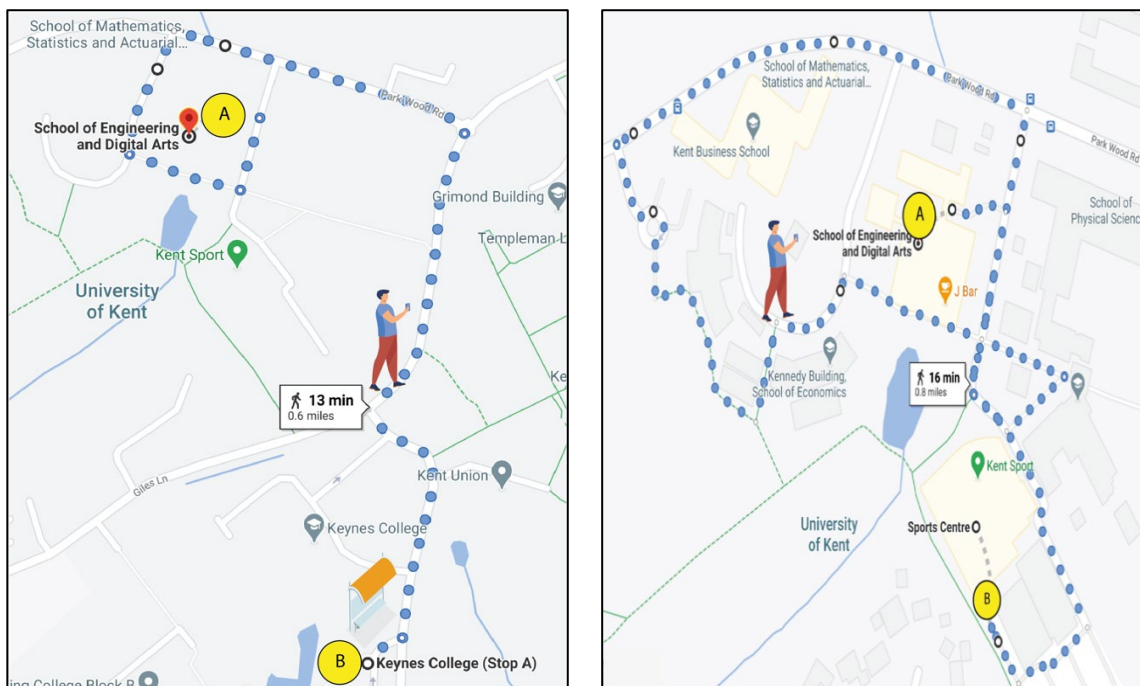 School of Mathematics,
Statistics and Actuarial...
Park Wood Rd
A
School of Engineering
and Digital Arts
Grimond Building
Templeman L
Kent Sport
University
of Kent
Ke
13 min
0.6 miles
Giles Ln
Kent Union
Keynes College
B
Keynes College (Stop A)
ing College Block B
School of Mathematics,
Statistics and Actuarial...
Park Wood Rd
Kent Business School
Park Wood Rd
A
School of
Physical Scienc
School of Engineering
and Digital Arts
J Bar
Kennedy Building,
School of Economics
16 min
0.8 miles
Kent Sport
Sports Centre
University
of Kent
B